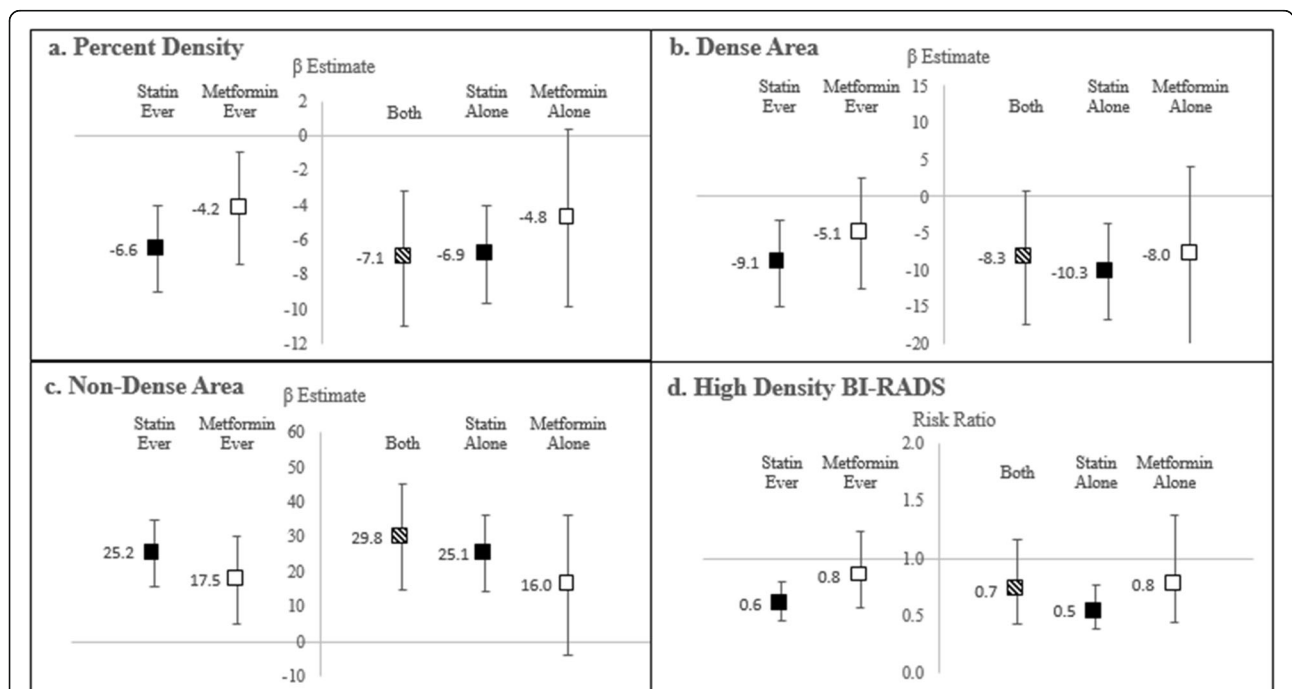 a. Percent Density
β Estimate
Statin
Ever
Metformin
Ever
Both
Statin
Alone
Metformin
Alone
2
0
-2
-4
-6
-8
-10
-12
-6.6
-4.2
-7.1
-6.9
-4.8
b. Dense Area
β Estimate
Statin
Ever
Metformin
Ever
Both
Statin
Alone
Metformin
Alone
15
10
5
0
-5
-10
-15
-20
-9.1
-5.1
-8.3
-10.3
-8.0
c. Non-Dense Area
β Estimate
Statin
Ever
Metformin
Ever
Both
Statin
Alone
Metformin
Alone
60
50
40
30
20
10
0
-10
25.2
17.5
29.8
25.1
16.0
d. High Density BI-RADS
Risk Ratio
Statin
Ever
Metformin
Ever
Both
Statin
Alone
Metformin
Alone
2.0
1.5
1.0
0.5
0.0
0.6
0.8
0.7
0.5
0.8